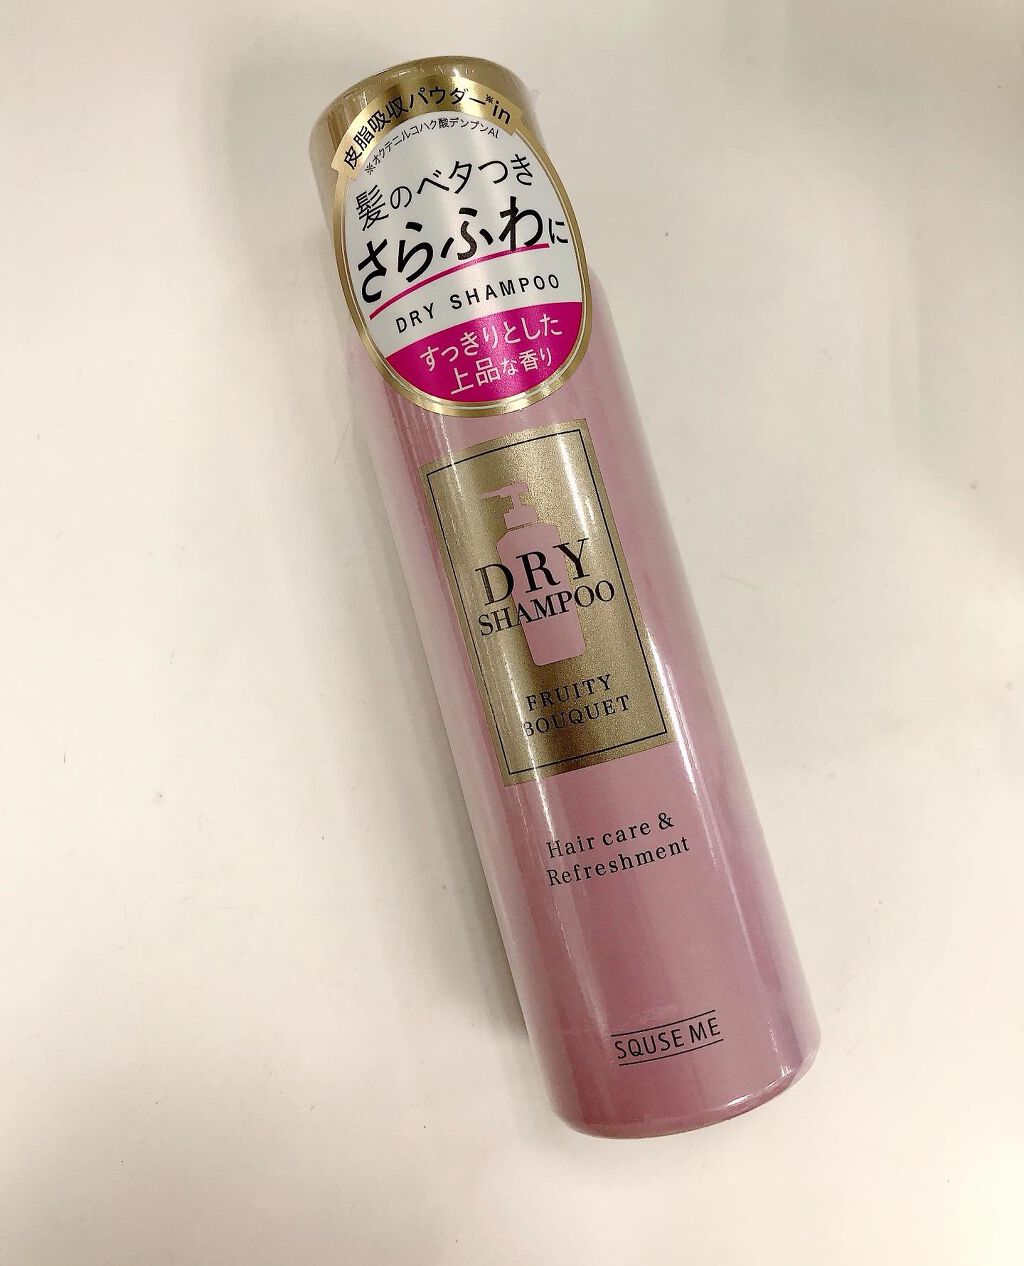 皮脂吸収パウダー※in
※オクテニルコハク酸デンプンAl
髪のベタつき
さらふわに
DRY SHAMPOO
すっきりとした
上品な香り
DRY
SHAMPOO
FRUITY
BOUQUET
Hair care &
Refreshment
SQUSE ME